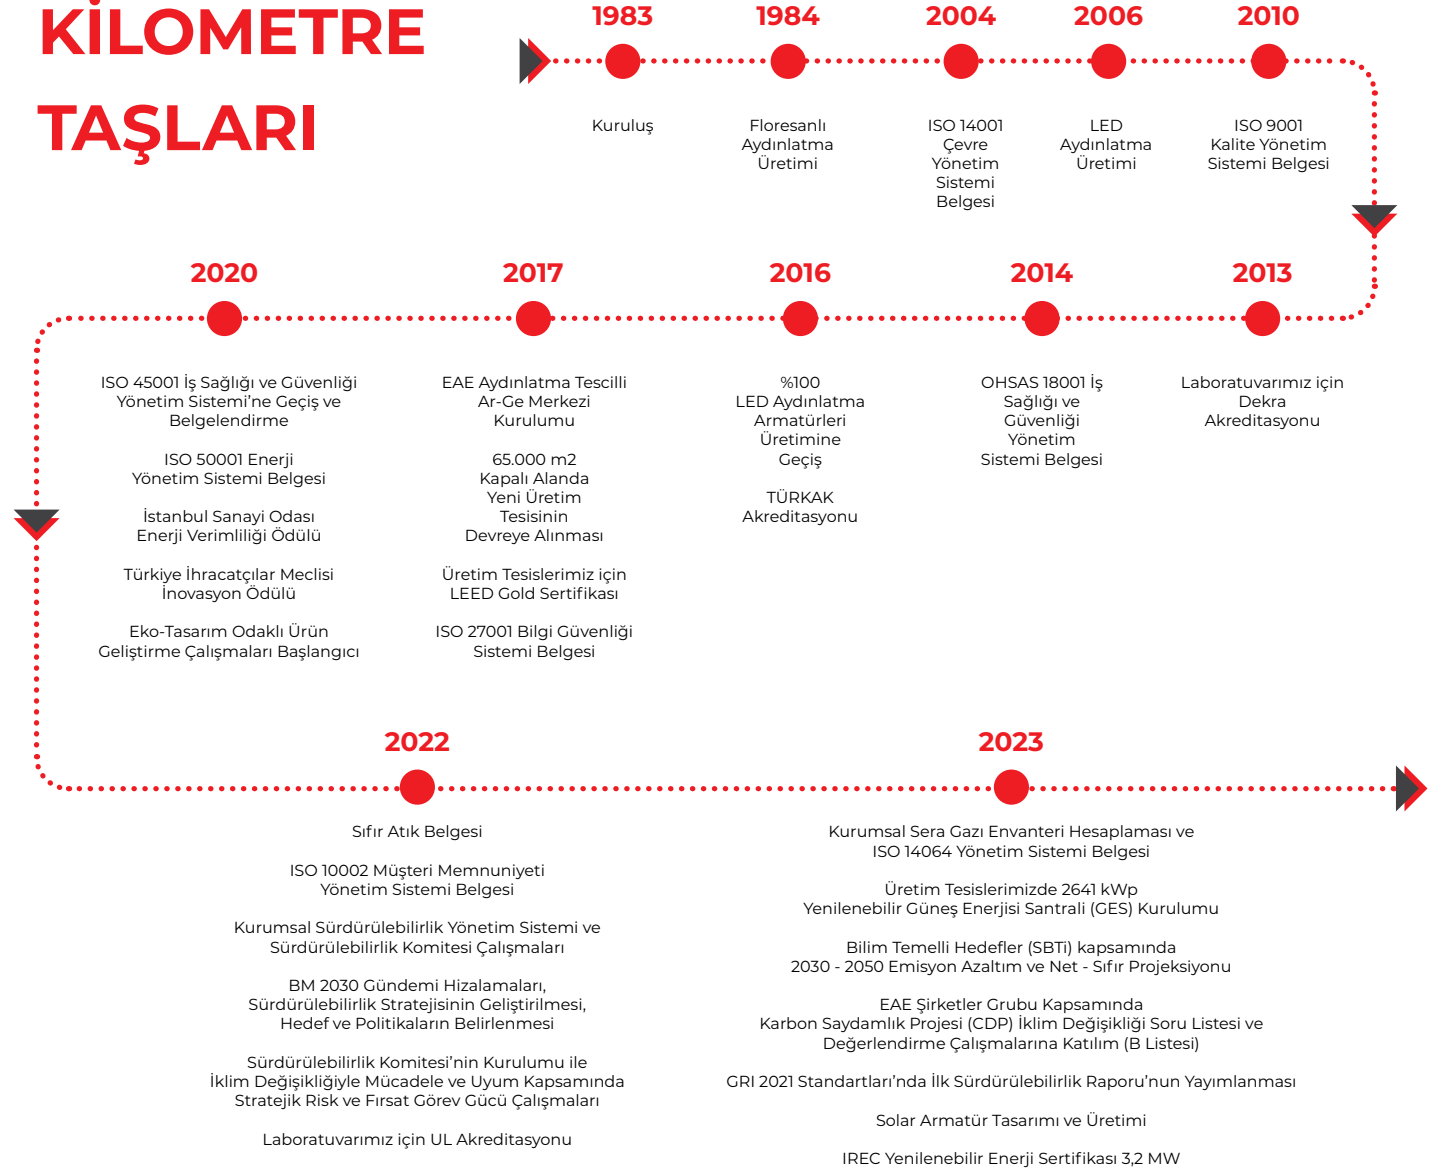 KİLOMETRE
TAŞLARI
1983
Kuruluş
1984
Floresanlı
Aydınlatma
Üretimi
2004
ISO 14001
Çevre
Yönetim
Sistemi
Belgesi
2006
LED
Aydınlatma
Üretimi
2010
ISO 9001
Kalite Yönetim
Sistemi Belgesi
2013
Laboratuvarımız için
Dekra
Akreditasyonu
2014
OHSAS 18001 İş
Sağlığı ve
Güvenliği
Yönetim
Sistemi Belgesi
2016
%100
LED Aydınlatma
Armatürleri
Üretimine
Geçiş
TÜRKAK
Akreditasyonu
2017
EAE Aydınlatma Tescilli
Ar-Ge Merkezi
Kurulumu
65.000 m2
Kapalı Alanda
Yeni Üretim
Tesisinin
Devreye Alınması
Üretim Tesislerimiz için
LEED Gold Sertifikası
ISO 27001 Bilgi Güvenliği
Sistemi Belgesi
2020
ISO 45001 İş Sağlığı ve Güvenliği
Yönetim Sistemi’ne Geçiş ve
Belgelendirme
ISO 50001 Enerji
Yönetim Sistemi Belgesi
İstanbul Sanayi Odası
Enerji Verimliliği Ödülü
Türkiye İhracatçılar Meclisi
İnovasyon Ödülü
Eko-Tasarım Odaklı Ürün
Geliştirme Çalışmaları Başlangıcı
2022
Sıfır Atık Belgesi
ISO 10002 Müşteri Memnuniyeti
Yönetim Sistemi Belgesi
Kurumsal Sürdürülebilirlik Yönetim Sistemi ve
Sürdürülebilirlik Komitesi Çalışmaları
BM 2030 Gündemi Hizalamaları,
Sürdürülebilirlik Stratejisinin Geliştirilmesi,
Hedef ve Politikaların Belirlenmesi
Sürdürülebilirlik Komitesi’nin Kurulumu ile
İklim Değişikliğiyle Mücadele ve Uyum Kapsamında
Stratejik Risk ve Fırsat Görev Gücü Çalışmaları
Laboratuvarımız için UL Akreditasyonu
2023
Kurumsal Sera Gazı Envanteri Hesaplaması ve
ISO 14064 Yönetim Sistemi Belgesi
Üretim Tesislerimizde 2641 kWp
Yenilenebilir Güneş Enerjisi Santrali (GES) Kurulumu
Bilim Temelli Hedefler (SBTi) kapsamında
2030 - 2050 Emisyon Azaltım ve Net - Sıfır Projeksiyonu
EAE Şirketler Grubu Kapsamında
Karbon Saydamlık Projesi (CDP) İklim Değişikliği Soru Listesi ve
Değerlendirme Çalışmalarına Katılım (B Listesi)
GRI 2021 Standartları’nda İlk Sürdürülebilirlik Raporu’nun Yayımlanması
Solar Armatür Tasarımı ve Üretimi
IREC Yenilenebilir Enerji Sertifikası 3,2 MW